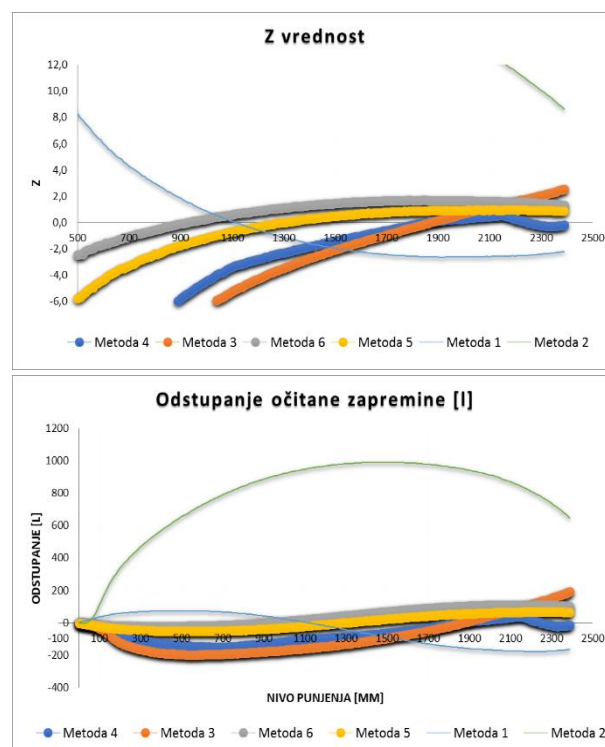 Z vrednost
12,0
10,0
8,0
6,0
4,0
2,0
0,0
-2,0
-4,0
-6,0
Z
500 700 900 1100 1300 1500 1700 1900 2100 2300
Metoda 4 Metoda 3 Metoda 6 Metoda 5 Metoda 1 Metoda 2
Odstupanje očitane zapremine [l]
1200
1000
800
600
400
200
0
-100
-200
-400
ODSTUPANJE [L]
100 300 500 700 900 1100 1300 1500 1700 1900 2100 2300
NIVO PUNJENJA [MM]
Metoda 4 Metoda 3 Metoda 6 Metoda 5 Metoda 1 Metoda 2